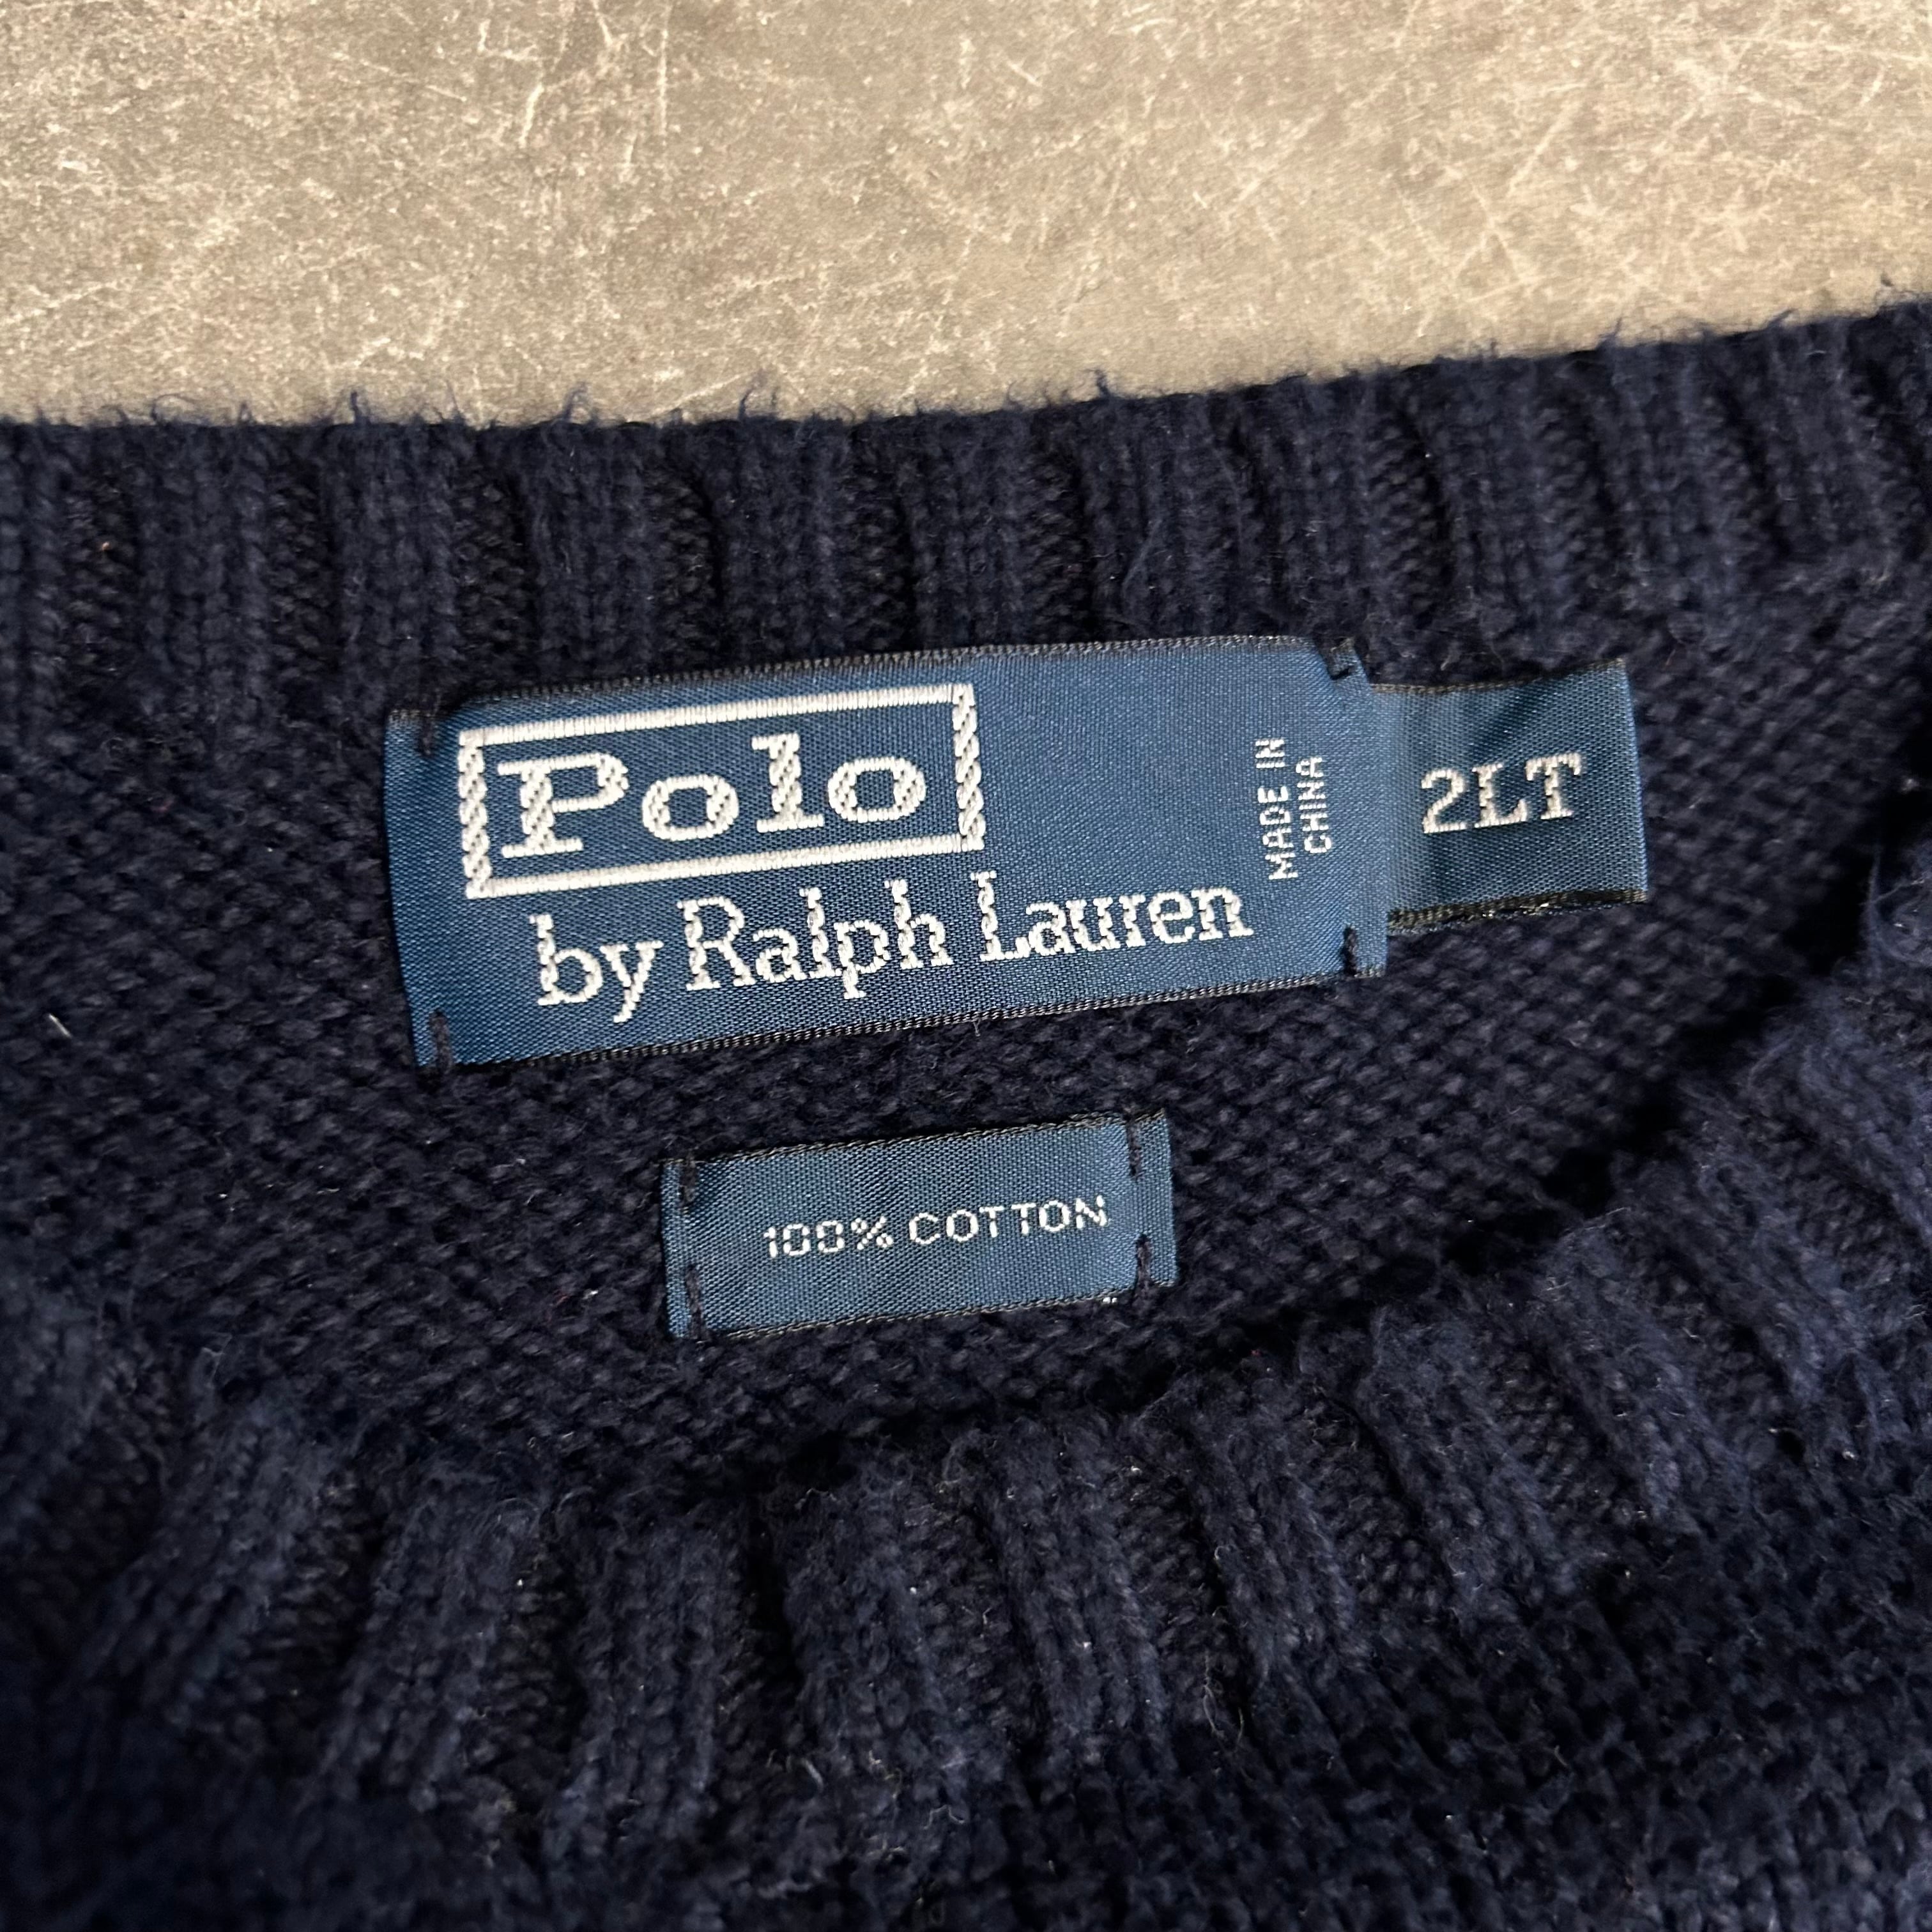 Polo
by Ralph Lauren
MADE IN
CHINA
2LT
100% COTTON